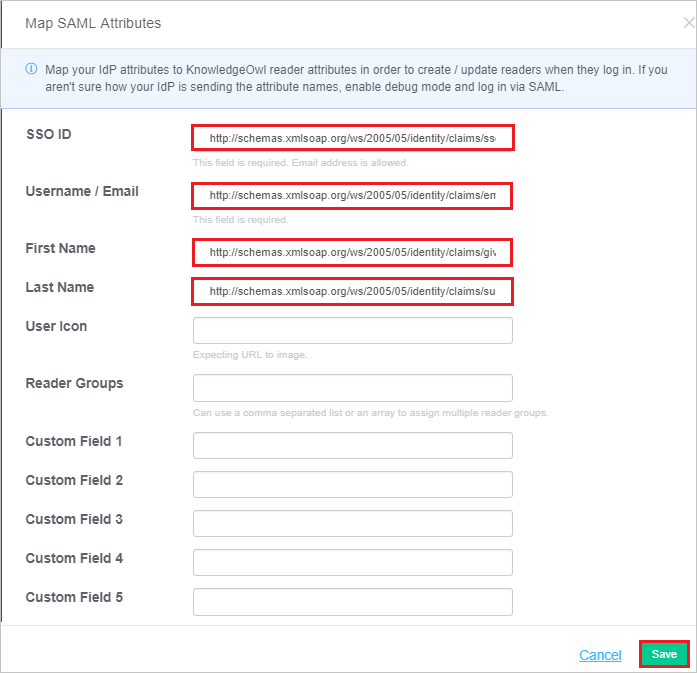 Map SAML Attributes
Map your IdP attributes to KnowledgeOwl reader attributes in order to create / update readers when they log in. If you
aren't sure how your IdP is sending the attribute names, enable debug mode and log in via SAML.
SSO ID
http://schemas.xmlsoap.org/ws/2005/05/identity/claims/ss
This field is required. Email address is allowed.
Username / Email
http://schemas.xmlsoap.org/ws/2005/05/identity/claims/em
This field is required.
First Name
http://schemas.xmlsoap.org/ws/2005/05/identity/claims/giv
Last Name
http://schemas.xmlsoap.org/ws/2005/05/identity/claims/su
User Icon
Expecting URL to image.
Reader Groups
Can use a comma separated list or an array to assign multiple reader groups.
Custom Field 1
Custom Field 2
Custom Field 3
Custom Field 4
Custom Field 5
Cancel
Save